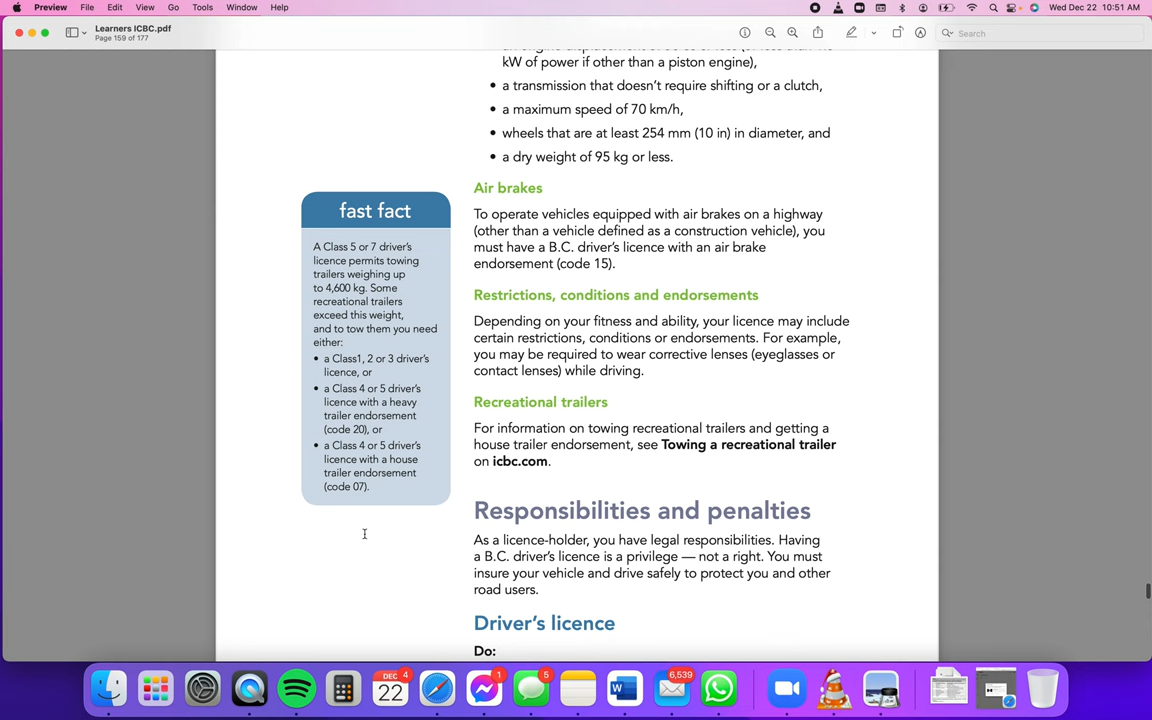 Preview File Edit View Go Tools Window Help Wed Dec 22 10:51 AM
Learners ICBC.pdf
Page 159 of 177
Search
kW of power if other than a piston engine),
• a transmission that doesn't require shifting or a clutch,
• a maximum speed of 70 km/h,
• wheels that are at least 254 mm (10 in) in diameter, and
• a dry weight of 95 kg or less.
fast fact
A Class 5 or 7 driver's
licence permits towing
trailers weighing up
to 4,600 kg. Some
recreational trailers
exceed this weight,
and to tow them you need
either:
• a Class1, 2 or 3 driver's
licence, or
• a Class 4 or 5 driver's
licence with a heavy
trailer endorsement
(code 20), or
• a Class 4 or 5 driver's
licence with a house
trailer endorsement
(code 07).
Air brakes
To operate vehicles equipped with air brakes on a highway
(other than a vehicle defined as a construction vehicle), you
must have a B.C. driver's licence with an air brake
endorsement (code 15).
Restrictions, conditions and endorsements
Depending on your fitness and ability, your licence may include
certain restrictions, conditions or endorsements. For example,
you may be required to wear corrective lenses (eyeglasses or
contact lenses) while driving.
Recreational trailers
For information on towing recreational trailers and getting a
house trailer endorsement, see Towing a recreational trailer
on icbc.com.
Responsibilities and penalties
As a licence-holder, you have legal responsibilities. Having
a B.C. driver's licence is a privilege — not a right. You must
insure your vehicle and drive safely to protect you and other
road users.
Driver's licence
Do:
DEC 4
22
1
5
6,539